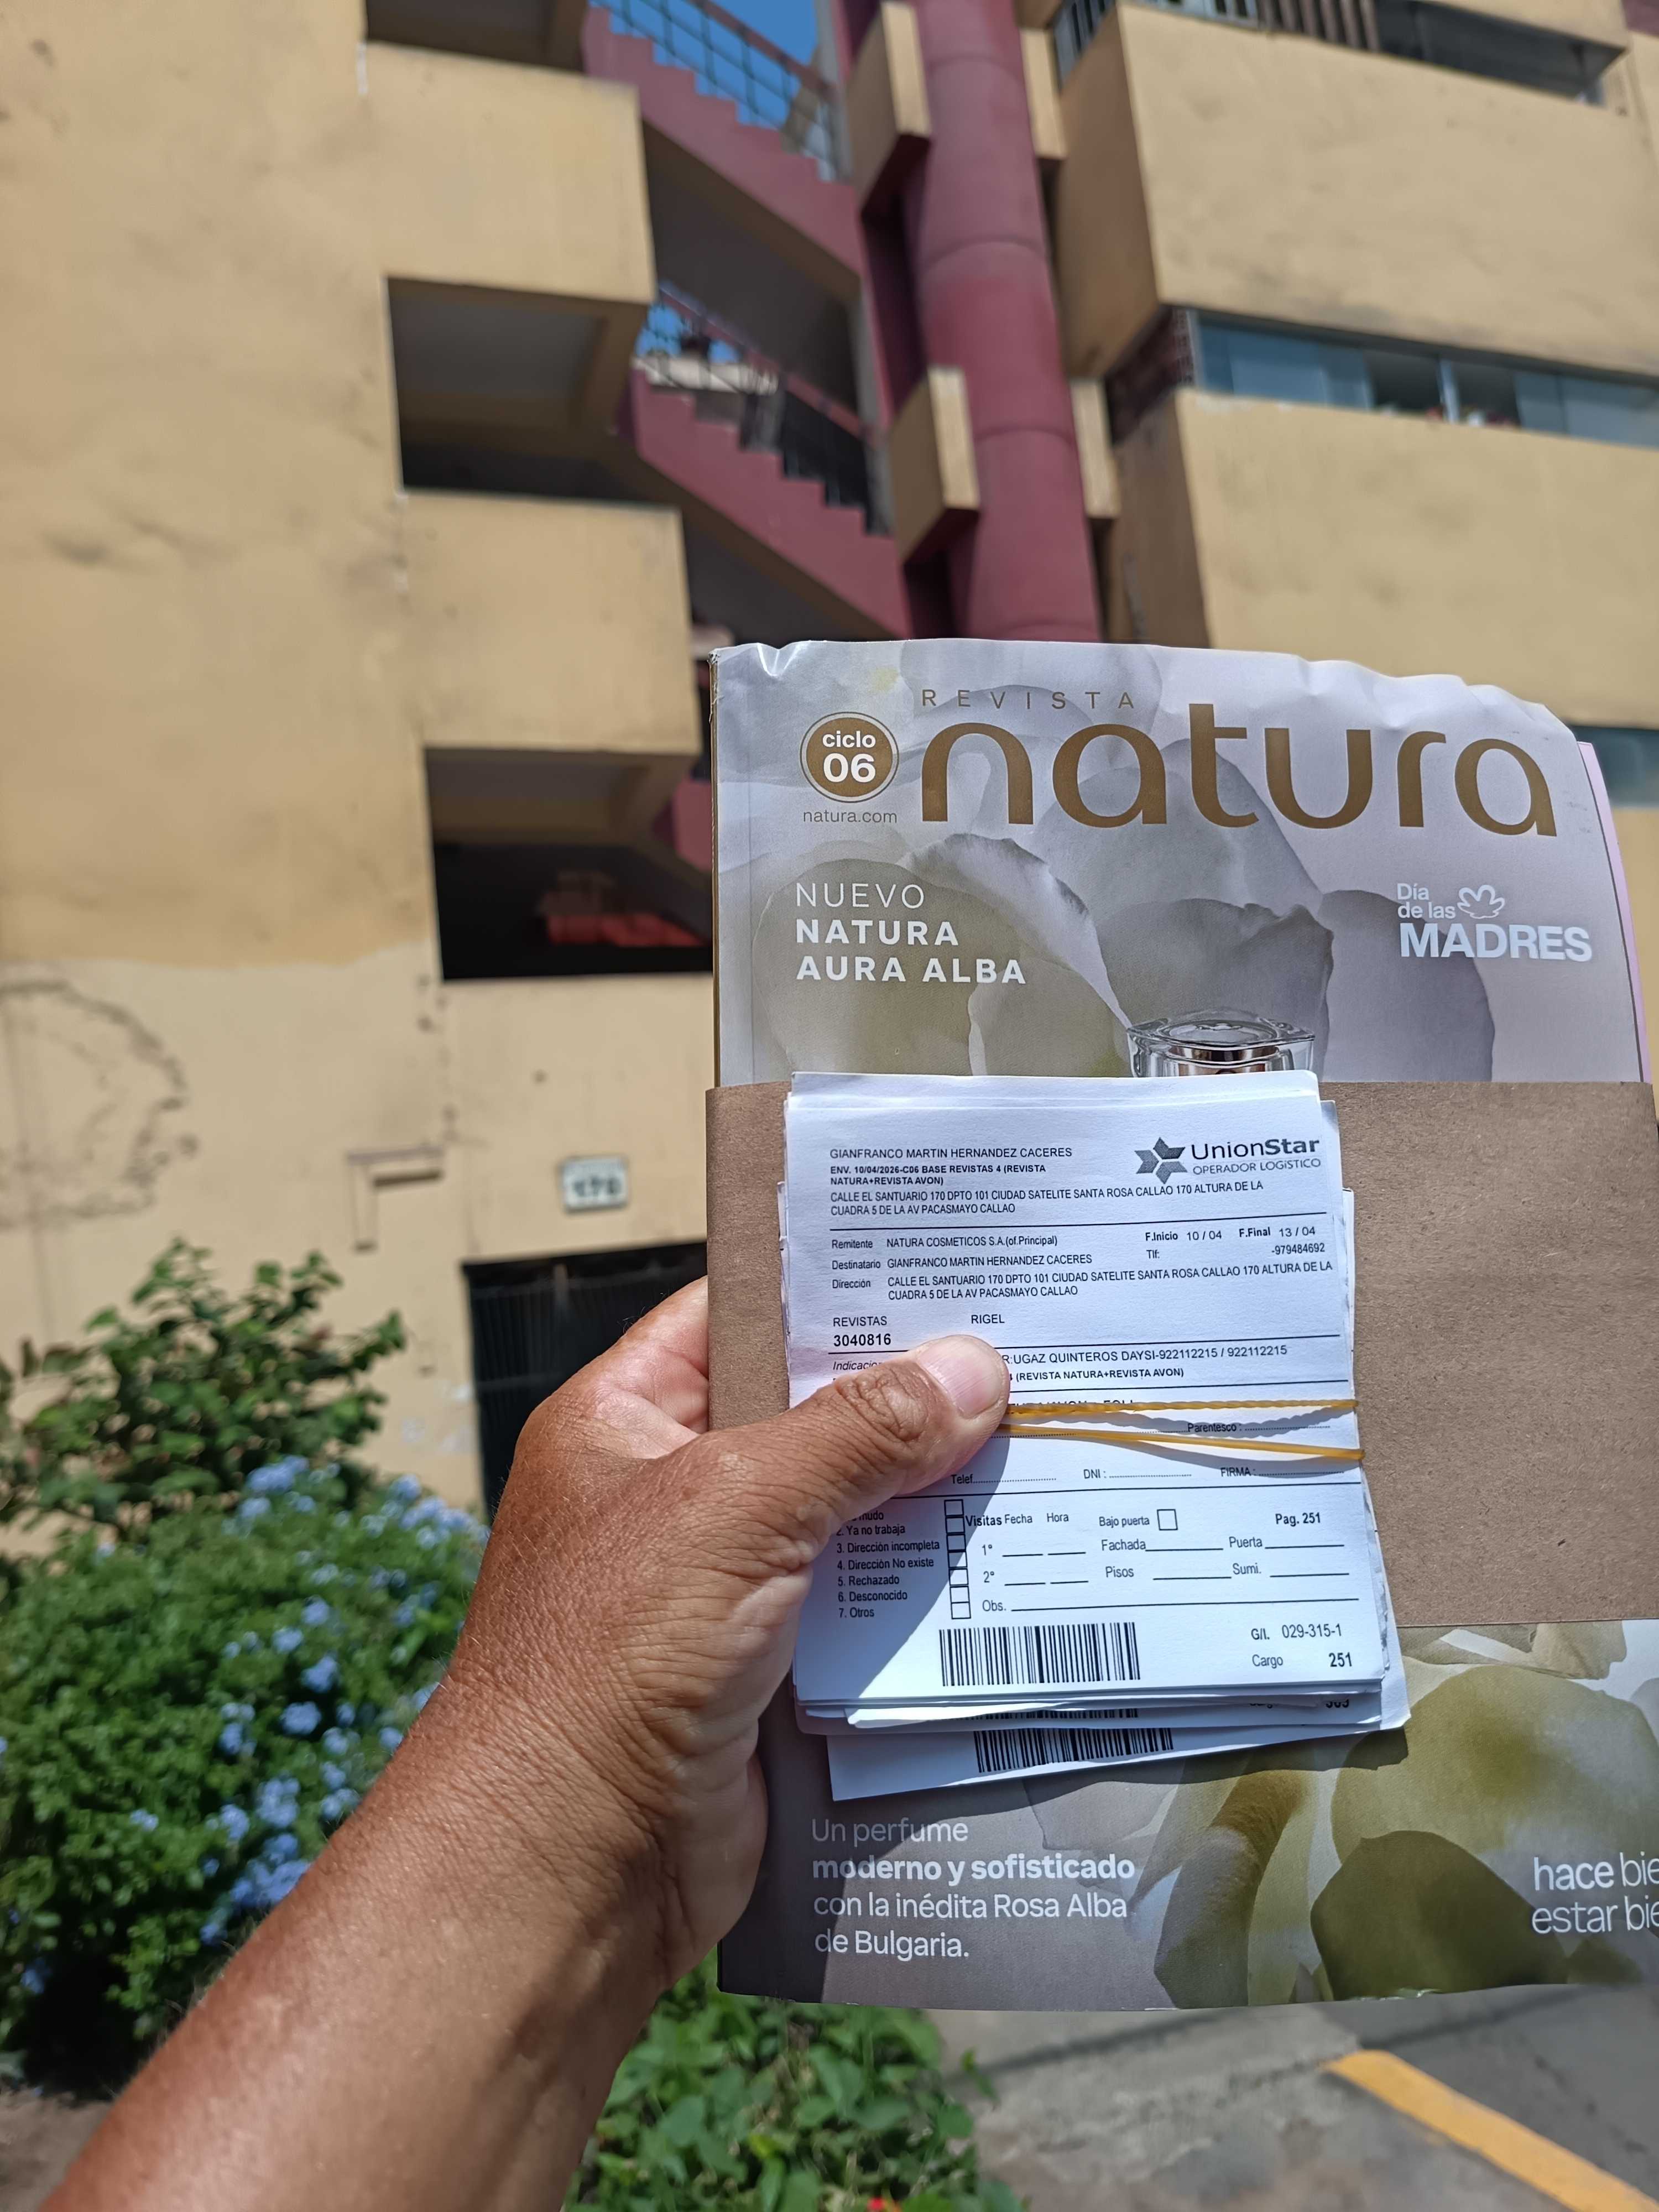 REVISTA
natura
ciclo
06
natura.com
NUEVO
NATURA
AURA ALBA
Día
de las
MADRES
GIANFRANCO MARTIN HERNANDEZ CACERES
UnionStar
OPERADOR LOGÍSTICO
ENV. 10/04/2026-C06 BASE REVISTAS 4 (REVISTA
NATURA+REVISTA AVON)
CALLE EL SANTUARIO 170 DPTO 101 CIUDAD SATELITE SANTA ROSA CALLAO 170 ALTURA DE LA
CUADRA 5 DE LA AV PACASMAYO CALLAO
Remitente NATURA COSMETICOS S.A.(of.Principal) F.Inicio 10 / 04 F.Final 13 / 04
Tlf: -979484692
Destinatario GIANFRANCO MARTIN HERNANDEZ CACERES
Dirección CALLE EL SANTUARIO 170 DPTO 101 CIUDAD SATELITE SANTA ROSA CALLAO 170 ALTURA DE LA
CUADRA 5 DE LA AV PACASMAYO CALLAO
REVISTAS RIGEL
3040816
R:UGAZ QUINTEROS DAYSI-922112215 / 922112215
(REVISTA NATURA+REVISTA AVON)
Parentesco :
Telef. DNI : FIRMA :
Visitas Fecha Hora Bajo puerta Pag. 251
2. Ya no trabaja
3. Dirección incompleta 1° Fachada Puerta
4. Dirección No existe
5. Rechazado 2° Pisos Sumi.
6. Desconocido
7. Otros Obs.
G/I. 029-315-1
Cargo 251
Un perfume
moderno y sofisticado
con la inédita Rosa Alba
de Bulgaria.
hace bie
estar bie